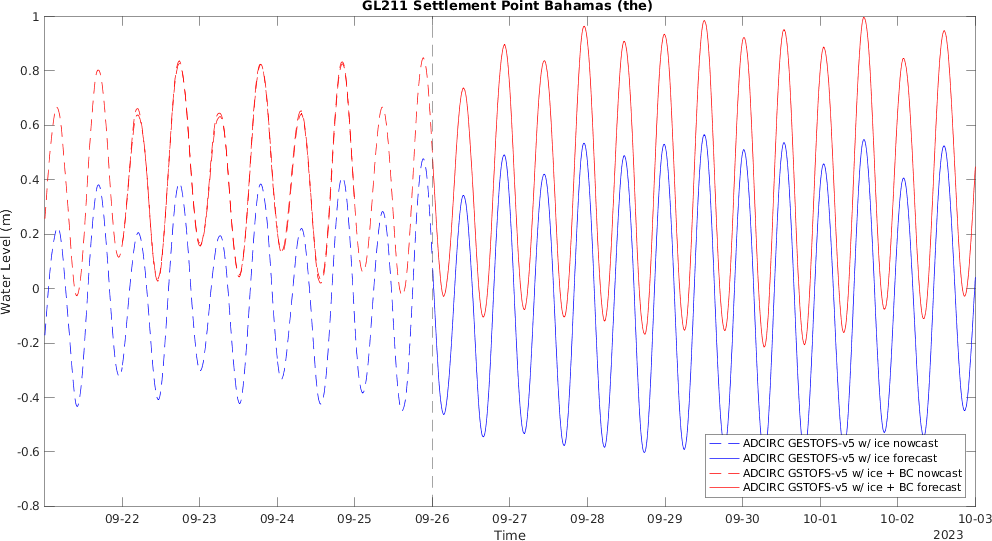 GL211 Settlement Point Bahamas (the)
1
0.8
0.6
0.4
0.2
0
-0.2
-0.4
-0.6
-0.8
Water Level (m)
ADCIRC GESTOFS-v5 w/ ice nowcast
ADCIRC GESTOFS-v5 w/ ice forecast
ADCIRC GSTOFS-v5 w/ ice + BC nowcast
ADCIRC GSTOFS-v5 w/ ice + BC forecast
09-22 09-23 09-24 09-25 09-26 09-27 09-28 09-29 09-30 10-01 10-02 10-03
Time
2023